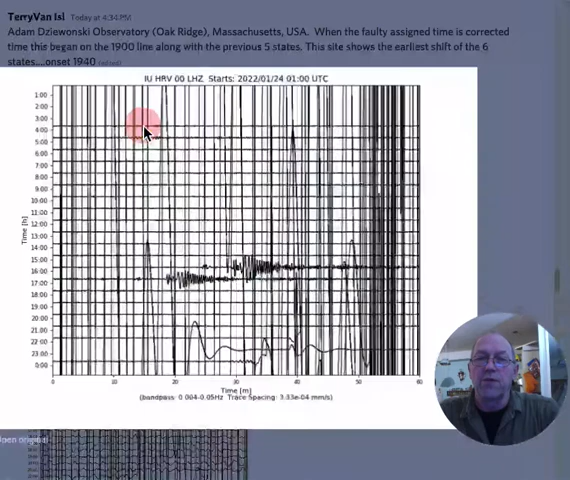 TerryVan Isl Today at 4:34 PM
Adam Dziewonski Observatory (Oak Ridge), Massachusetts, USA. When the faulty assigned time is corrected
time this began on the 1900 line along with the previous 5 states. This site shows the earliest shift of the 6
states....onset 1940 (edited)
IU HRV 00 LHZ Starts: 2022/01/24 01:00 UTC
1:00
2:00
3:00
4:00
5:00
6:00
7:00
8:00
9:00
10:00
11:00
12:00
13:00
14:00
15:00
16:00
17:00
18:00
19:00
20:00
21:00
22:00
23:00
0:00
Time [h]
0 10 20 30 40 50 60
Time [m]
(bandpass: 0.004-0.05Hz Trace Spacing: 3.33e-04 mm/s)
Open original